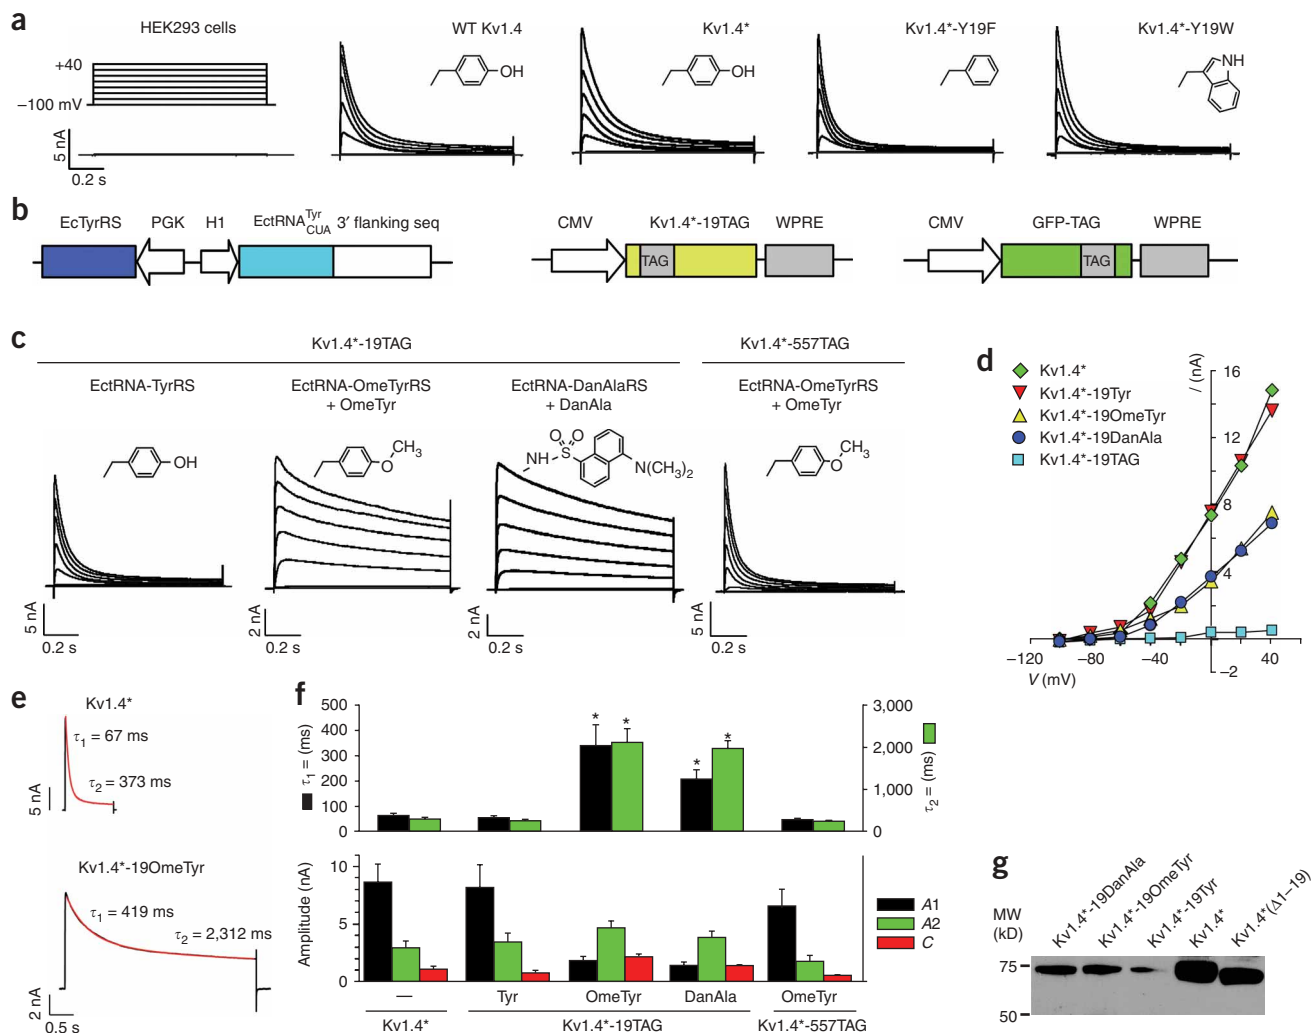 a
HEK293 cells
+40
−100 mV
5 nA
0.2 s
WT Kv1.4
OH
Kv1.4*
OH
Kv1.4*-Y19F
Kv1.4*-Y19W
NH
b
EcTyrRS
PGK
H1
EctRNA Tyr CUA 3′ flanking seq
CMV
Kv1.4*-19TAG
WPRE
TAG
CMV
GFP-TAG
WPRE
TAG
c
Kv1.4*-19TAG
Kv1.4*-557TAG
EctRNA-TyrRS
OH
5 nA
0.2 s
EctRNA-OmeTyrRS
+ OmeTyr
CH3
O
2 nA
0.2 s
EctRNA-DanAlaRS
+ DanAla
O O
NH S
N(CH3)2
2 nA
0.2 s
EctRNA-OmeTyrRS
+ OmeTyr
CH3
O
5 nA
0.2 s
d
Kv1.4*
Kv1.4*-19Tyr
Kv1.4*-19OmeTyr
Kv1.4*-19DanAla
Kv1.4*-19TAG
I (nA)
16
12
8
4
−2
−120 −80 −40 40
V (mV)
e
Kv1.4*
τ1 = 67 ms
τ2 = 373 ms
5 nA
Kv1.4*-19OmeTyr
τ1 = 419 ms
τ2 = 2,312 ms
2 nA
0.5 s
f
τ1 = (ms)
500
400
300
200
100
0
* * * *
3,000
2,000
1,000
0
τ2 = (ms)
Amplitude (nA)
10
5
0
A1
A2
C
— Tyr OmeTyr DanAla OmeTyr
Kv1.4* Kv1.4*-19TAG Kv1.4*-557TAG
g
MW
(kD)
Kv1.4*-19DanAla
Kv1.4*-19OmeTyr
Kv1.4*-19Tyr
Kv1.4*
Kv1.4*(Δ1–19)
75
50